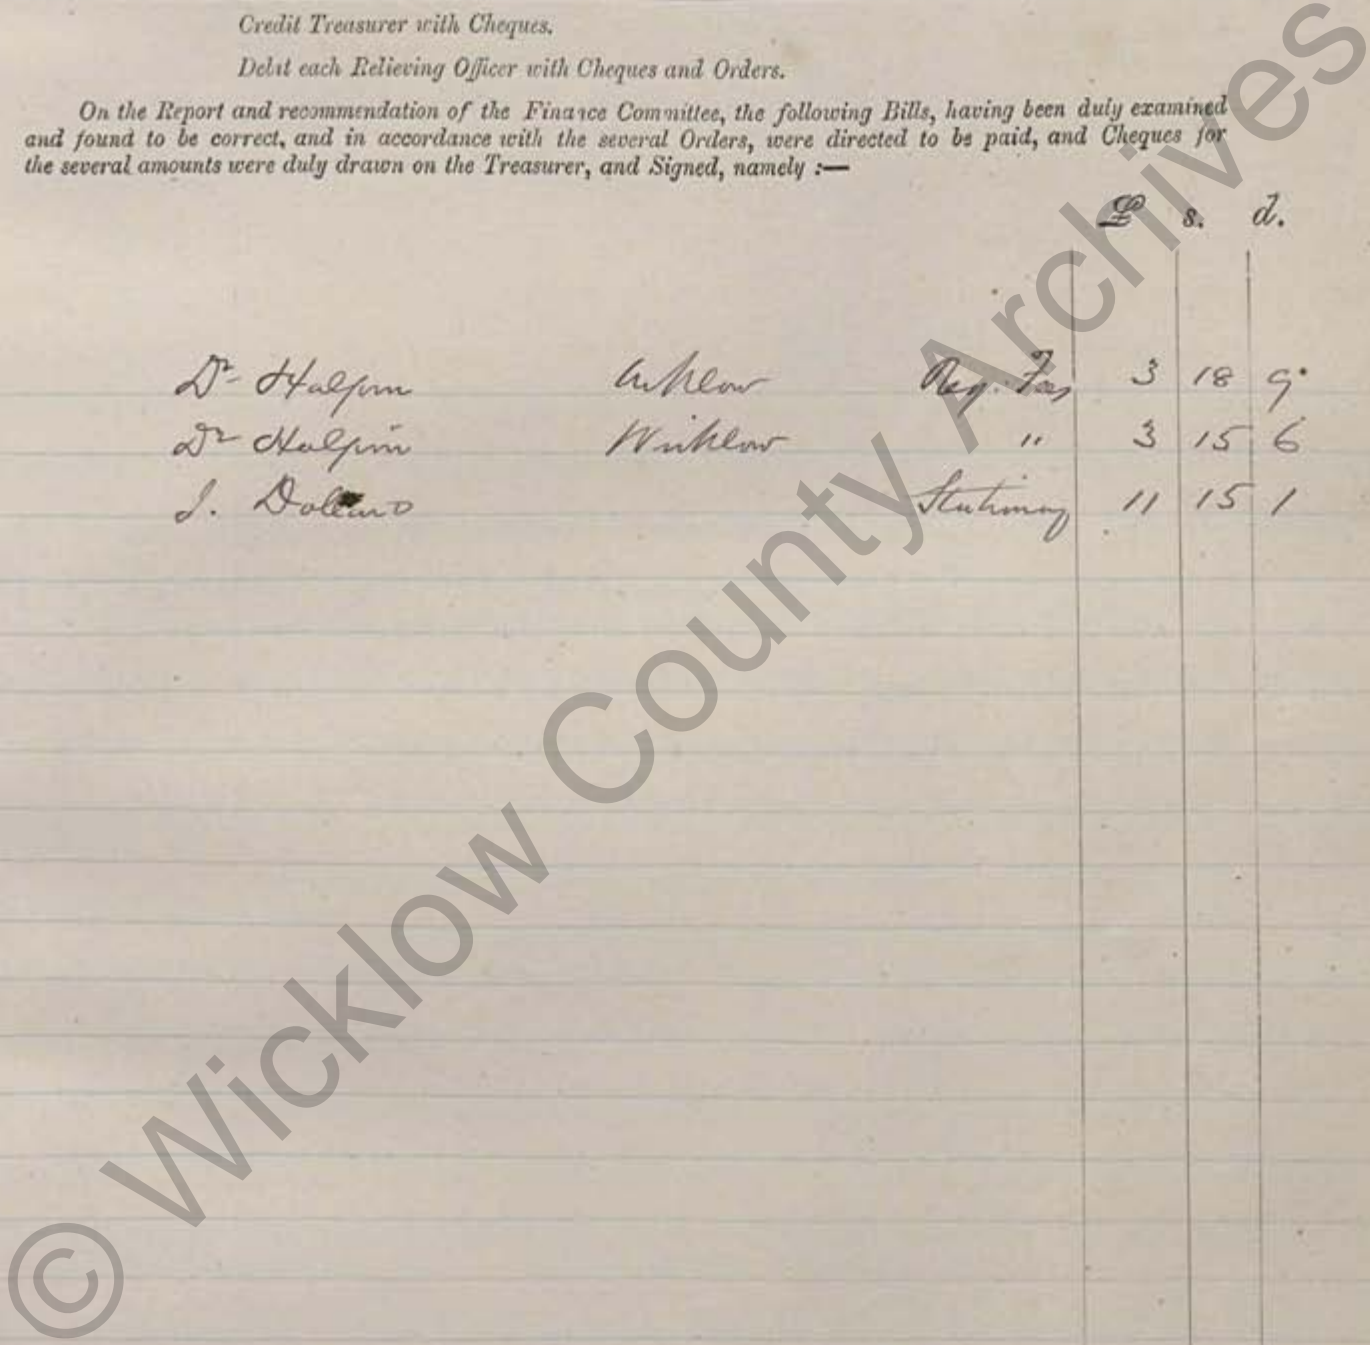 Credit Treasurer with Cheques.
Debit each Relieving Officer with Cheques and Orders.
On the Report and recommendation of the Finance Committee, the following Bills, having been duly examined
and found to be correct, and in accordance with the several Orders, were directed to be paid, and Cheques for
the several amounts were duly drawn on the Treasurer, and Signed, namely :—
£ s. d.
Dr Halpin Arklow Reg. Fees 3 18 9
Dr Halpin Wicklow " 3 15 6
J. Dollard Stationery 11 15 1
© Wicklow County Archives